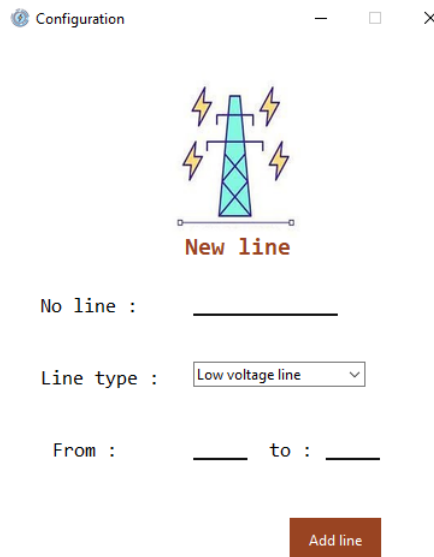 Configuration
New line
No line :
Line type : Low voltage line
From : to :
Add line